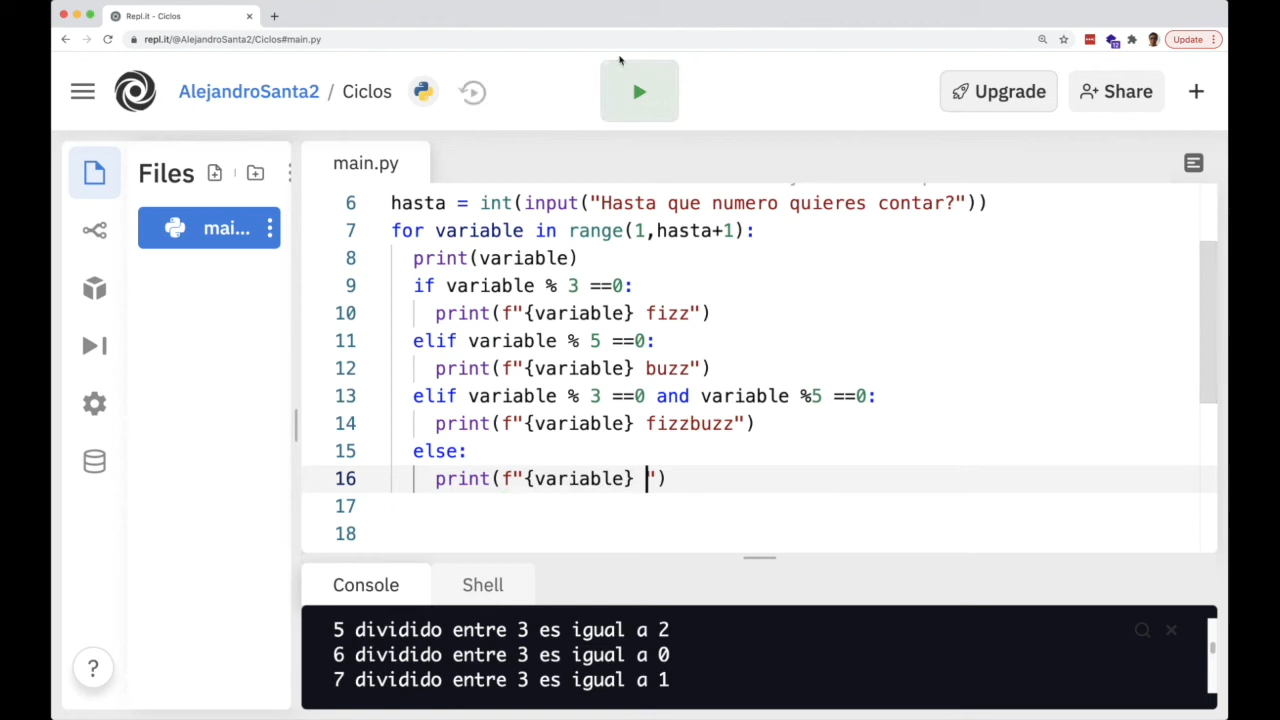 Repl.it - Ciclos
repl.it/@AlejandroSanta2/Ciclos#main.py
12
Update
AlejandroSanta2 / Ciclos
Upgrade
Share
Files
mai...
main.py
6 hasta = int(input("Hasta que numero quieres contar?"))
7 for variable in range(1,hasta+1):
8 print(variable)
9 if variable % 3 ==0:
10 print(f"{variable} fizz")
11 elif variable % 5 ==0:
12 print(f"{variable} buzz")
13 elif variable % 3 ==0 and variable %5 ==0:
14 print(f"{variable} fizzbuzz")
15 else:
16 print(f"{variable} ")
17
18
Console
Shell
5 dividido entre 3 es igual a 2
6 dividido entre 3 es igual a 0
7 dividido entre 3 es igual a 1
?